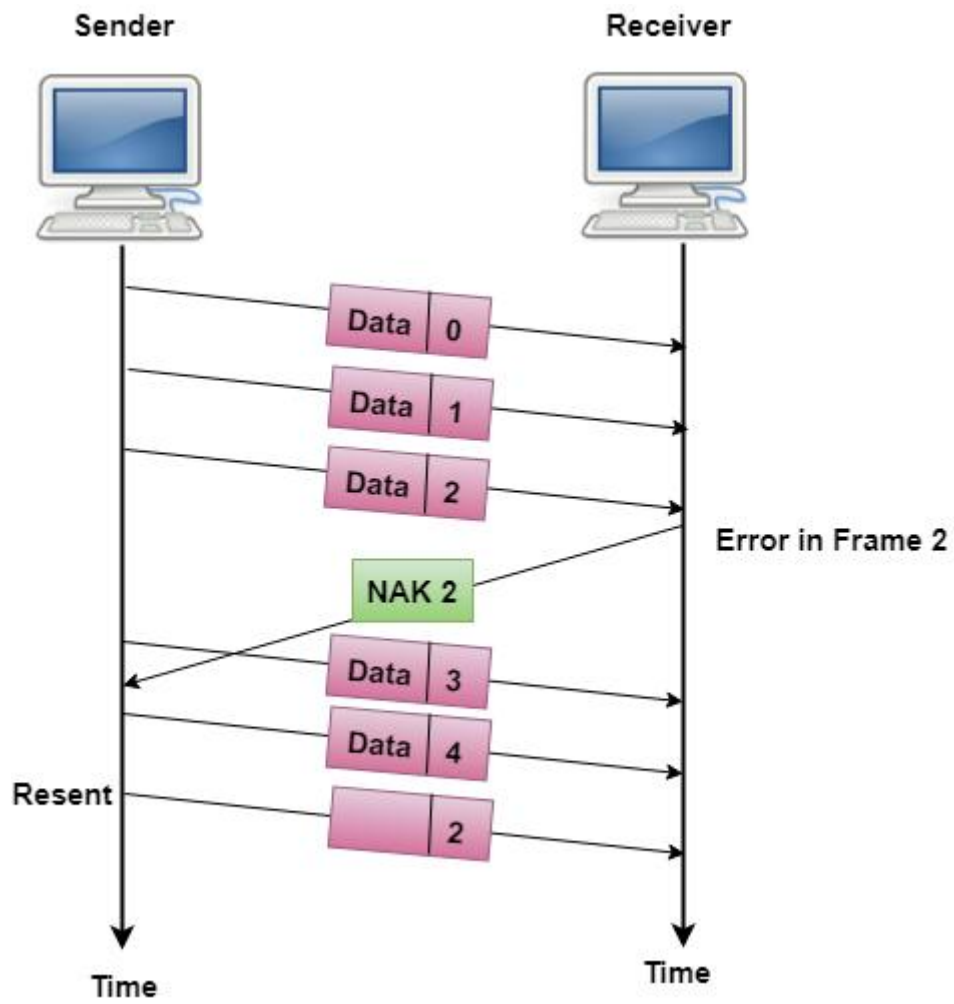 Sender
Receiver
Data 0
Data 1
Data 2
Error in Frame 2
NAK 2
Data 3
Data 4
Resent
2
Time
Time